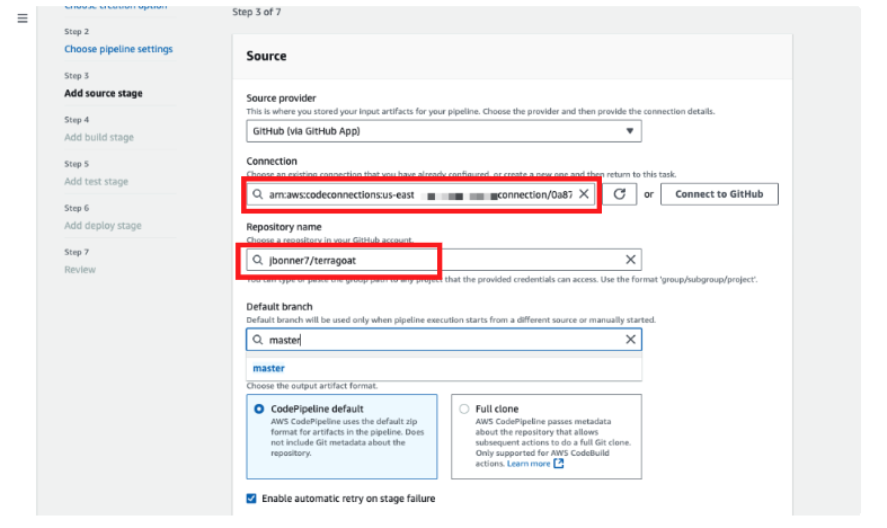 Choose creation option
Step 2
Choose pipeline settings
Step 3
Add source stage
Step 4
Add build stage
Step 5
Add test stage
Step 6
Add deploy stage
Step 7
Review
Step 3 of 7
Source
Source provider
This is where you stored your input artifacts for your pipeline. Choose the provider and then provide the connection details.
GitHub (via GitHub App)
Connection
Choose an existing connection that you have already configured, or create a new one and then return to this task.
arn:aws:codeconnections:us-east connection/0a87
or
Connect to GitHub
Repository name
Choose a repository in your GitHub account.
jbonner7/terragoat
You can type or paste the group path to any project that the provided credentials can access. Use the format 'group/subgroup/project'.
Default branch
Default branch will be used only when pipeline execution starts from a different source or manually started.
master
master
Choose the output artifact format.
CodePipeline default
AWS CodePipeline uses the default zip
format for artifacts in the pipeline. Does
not include Git metadata about the
repository.
Full clone
AWS CodePipeline passes metadata
about the repository that allows
subsequent actions to do a full Git clone.
Only supported for AWS CodeBuild
actions. Learn more
Enable automatic retry on stage failure